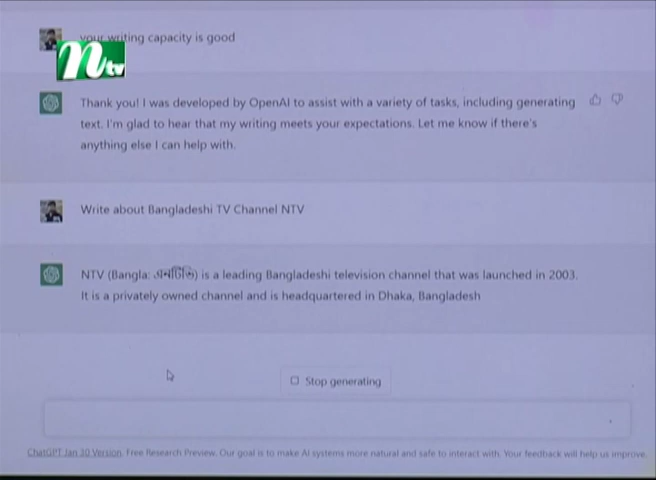 your writing capacity is good
ntv
Thank you! I was developed by OpenAI to assist with a variety of tasks, including generating
text. I'm glad to hear that my writing meets your expectations. Let me know if there's
anything else I can help with.
Write about Bangladeshi TV Channel NTV
NTV (Bangla: এনটিভি) is a leading Bangladeshi television channel that was launched in 2003.
It is a privately owned channel and is headquartered in Dhaka, Bangladesh
Stop generating
ChatGPT Jan 30 Version. Free Research Preview. Our goal is to make AI systems more natural and safe to interact with. Your feedback will help us improve.